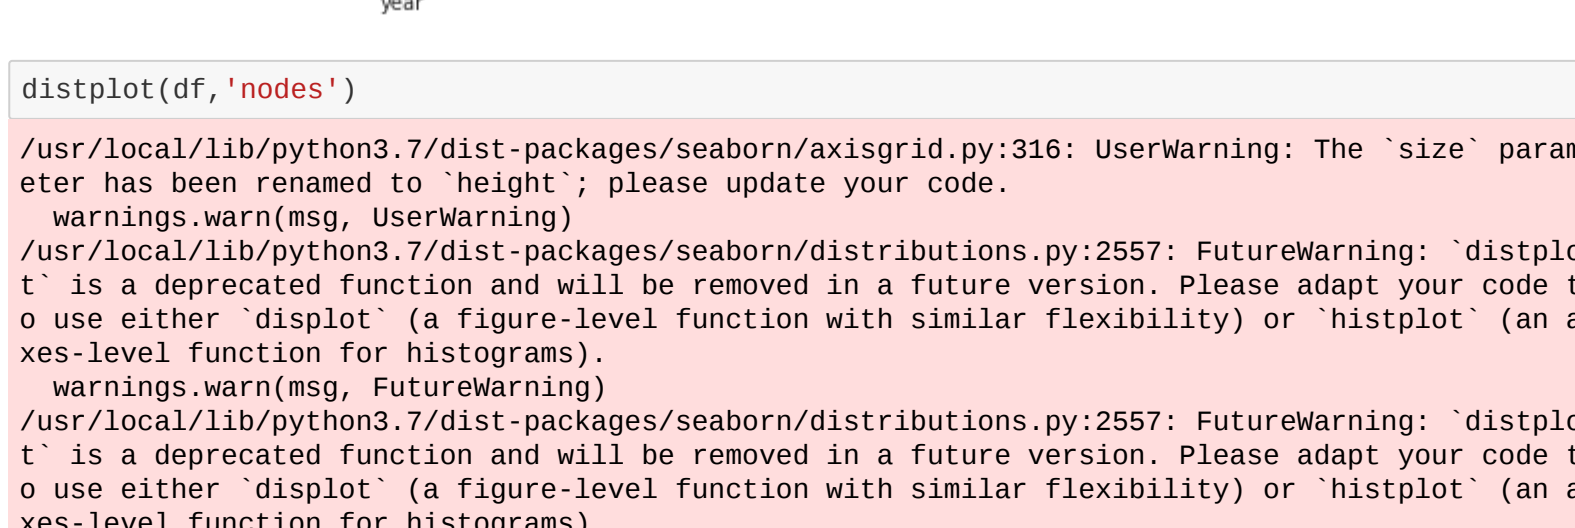 year
distplot(df,'nodes')
/usr/local/lib/python3.7/dist-packages/seaborn/axisgrid.py:316: UserWarning: The `size` param
eter has been renamed to `height`; please update your code.
  warnings.warn(msg, UserWarning)
/usr/local/lib/python3.7/dist-packages/seaborn/distributions.py:2557: FutureWarning: `distplo
t` is a deprecated function and will be removed in a future version. Please adapt your code t
o use either `displot` (a figure-level function with similar flexibility) or `histplot` (an a
xes-level function for histograms).
  warnings.warn(msg, FutureWarning)
/usr/local/lib/python3.7/dist-packages/seaborn/distributions.py:2557: FutureWarning: `distplo
t` is a deprecated function and will be removed in a future version. Please adapt your code t
o use either `displot` (a figure-level function with similar flexibility) or `histplot` (an a
xes-level function for histograms)